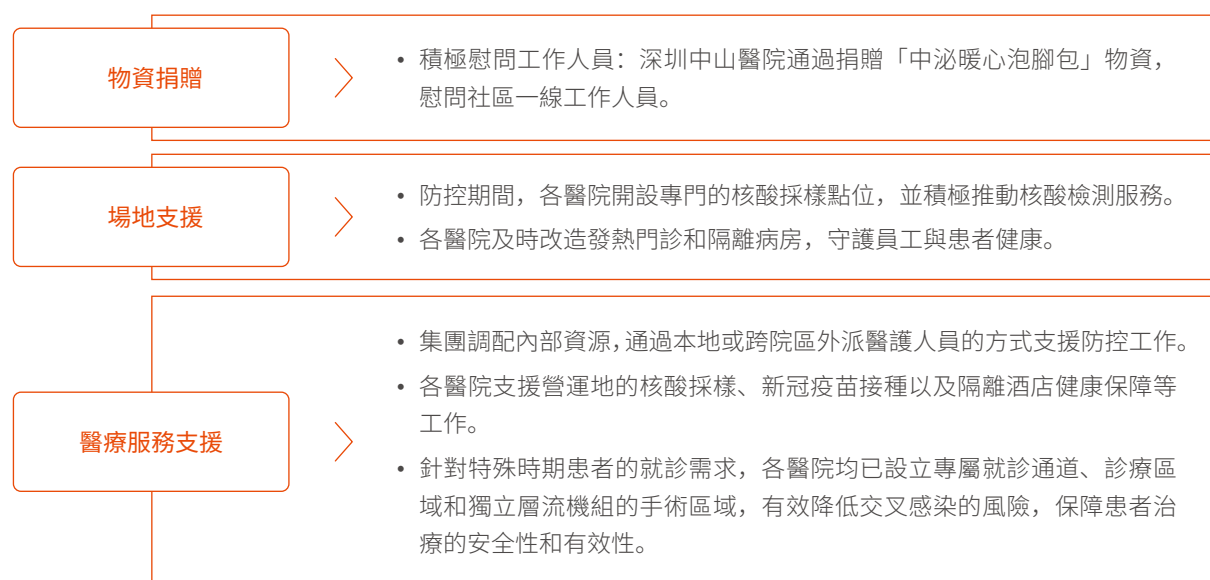 物資捐贈
• 積極慰問工作人員：深圳中山醫院通過捐贈「中泌暖心泡腳包」物資，
慰問社區一線工作人員。
場地支援
• 防控期間，各醫院開設專門的核酸採樣點位，並積極推動核酸檢測服務。
• 各醫院及時改造發熱門診和隔離病房，守護員工與患者健康。
醫療服務支援
• 集團調配內部資源，通過本地或跨院區外派醫護人員的方式支援防控工作。
• 各醫院支援營運地的核酸採樣、新冠疫苗接種以及隔離酒店健康保障等
工作。
• 針對特殊時期患者的就診需求，各醫院均已設立專屬就診通道、診療區
域和獨立層流機組的手術區域，有效降低交叉感染的風險，保障患者治
療的安全性和有效性。